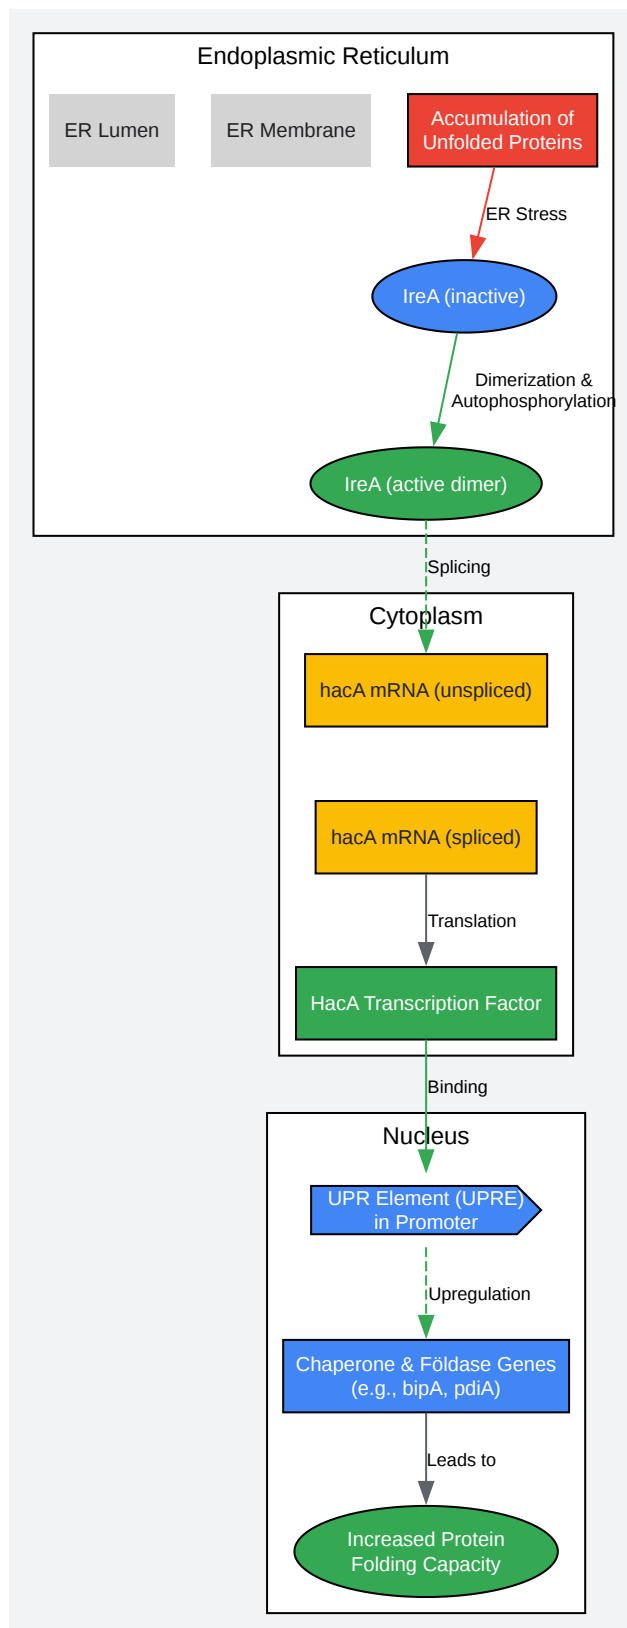 Endoplasmic Reticulum
ER Lumen
ER Membrane
Accumulation of
Unfolded Proteins
ER Stress
IreA (inactive)
Dimerization &
Autophosphorylation
IreA (active dimer)
Splicing
Cytoplasm
hacA mRNA (unspliced)
hacA mRNA (spliced)
Translation
HacA Transcription Factor
Binding
Nucleus
UPR Element (UPRE)
in Promoter
Upregulation
Chaperone & Földase Genes
(e.g., bipA, pdiA)
Leads to
Increased Protein
Folding Capacity